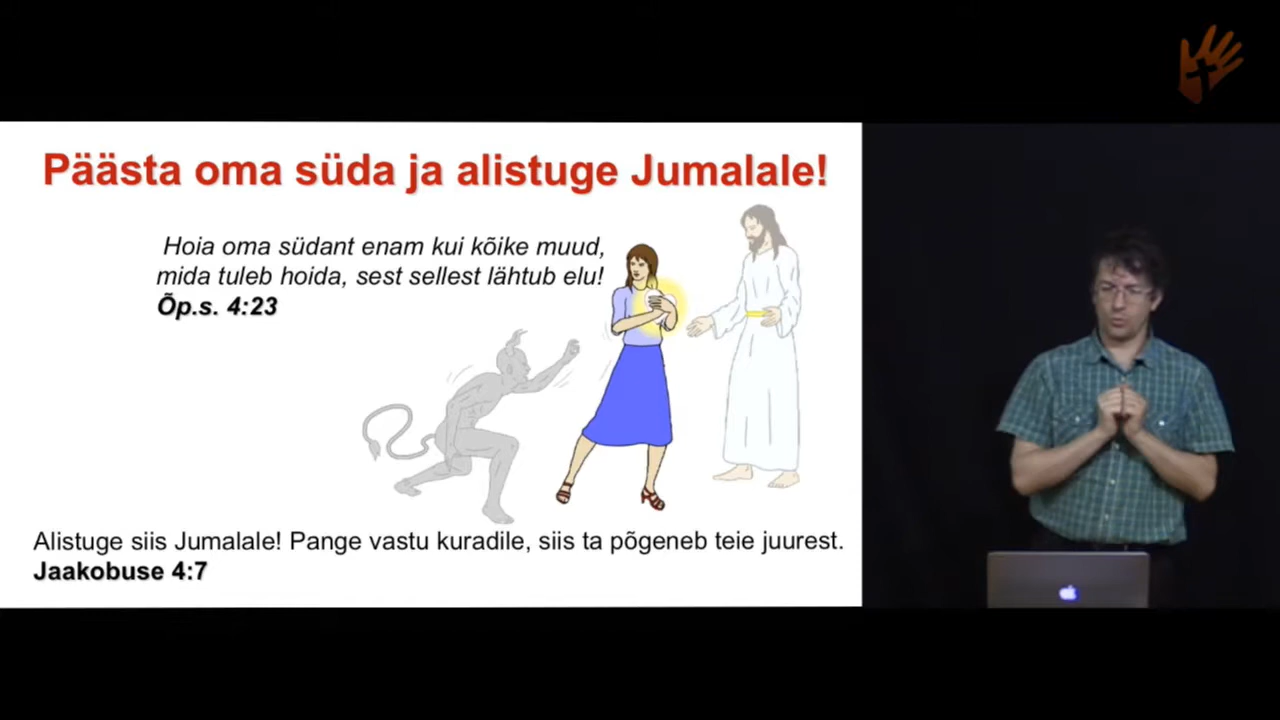 Päästa oma süda ja alistuge Jumalale!
Hoia oma südant enam kui kõike muud,
mida tuleb hoida, sest sellest lähtub elu!
Õp.s. 4:23
Alistuge siis Jumalale! Pange vastu kuradile, siis ta põgeneb teie juurest.
Jaakobuse 4:7